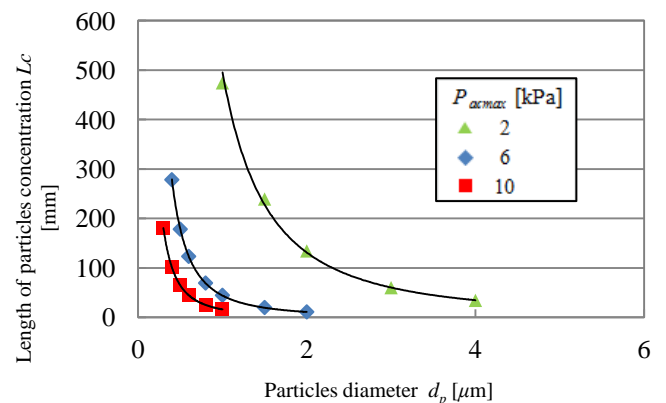 600
500
400
300
200
100
0
Length of particles concentration Lc
[mm]
P acmax [kPa]
2
6
10
0 2 4 6
Particles diameter dp [μm]